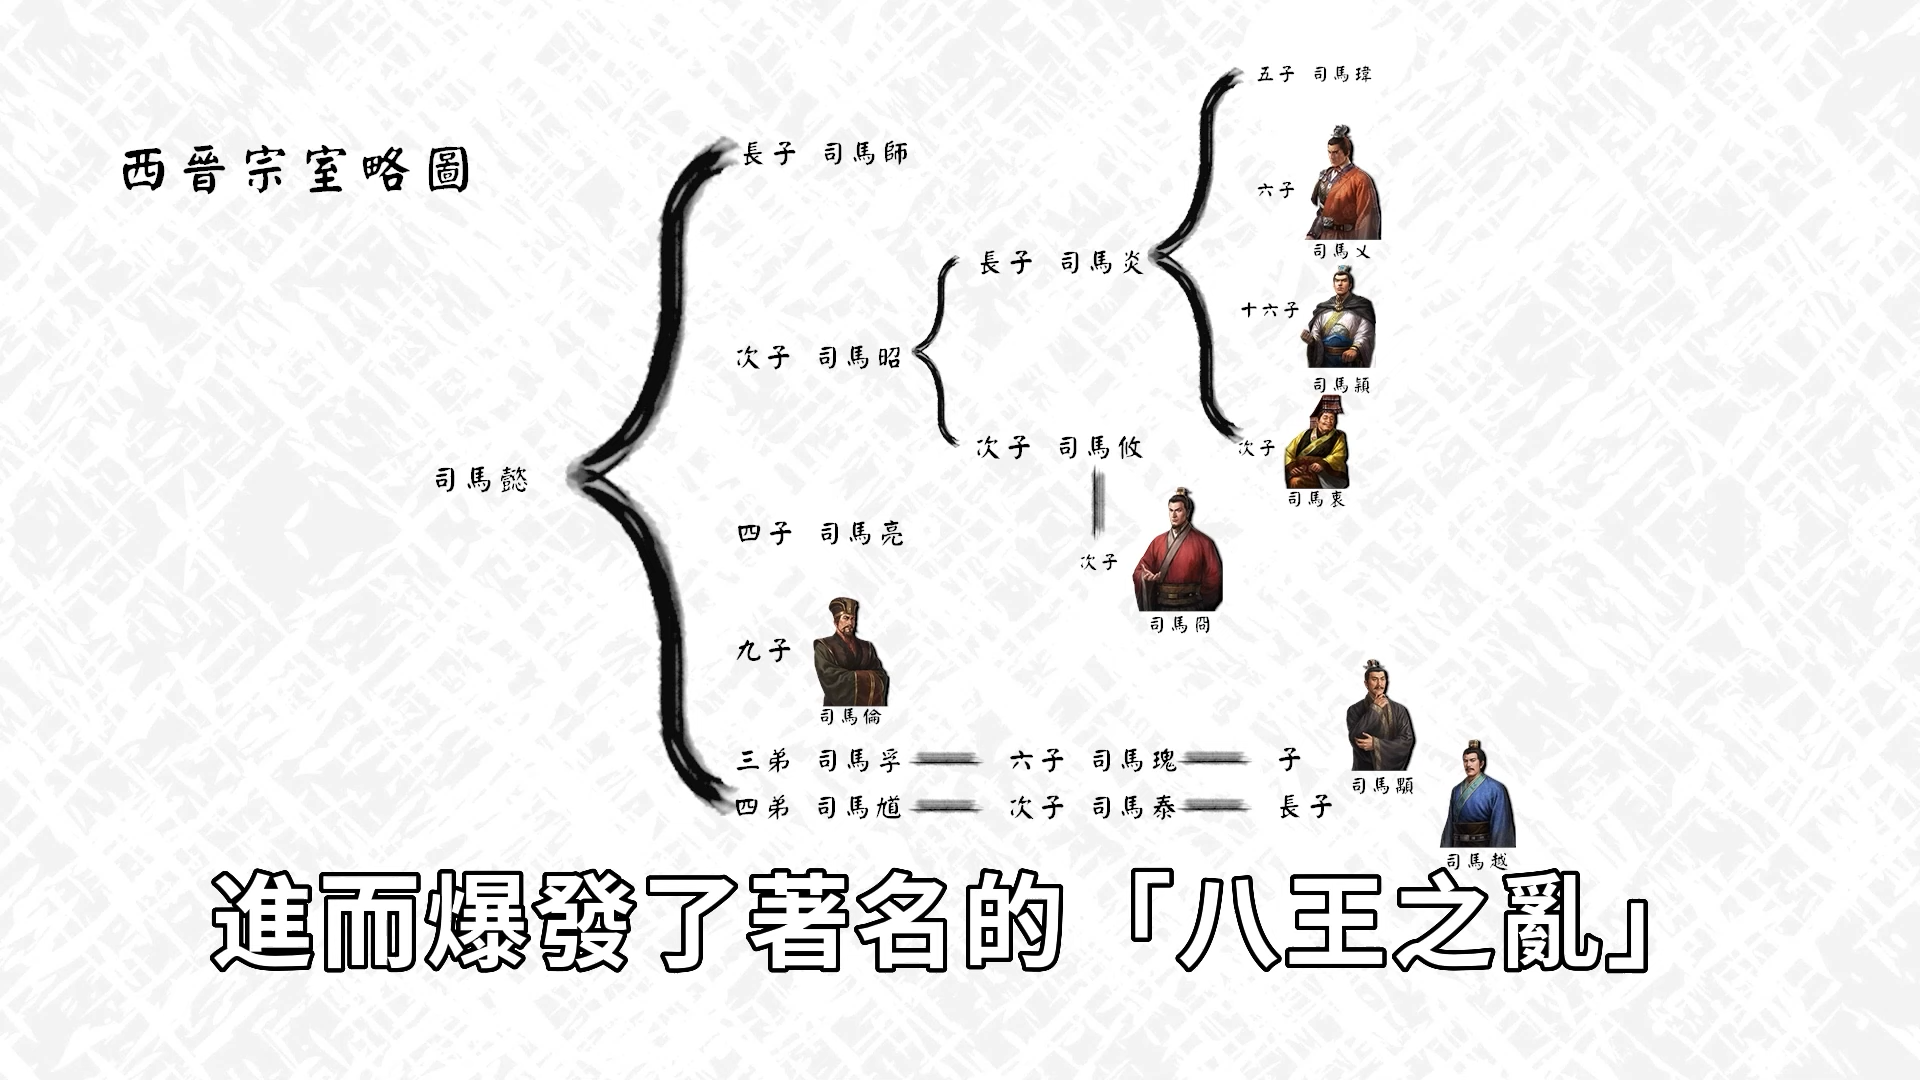 西晉宗室略圖
司馬懿
長子 司馬師
次子 司馬昭
長子 司馬炎
五子 司馬瑋
六子
司馬乂
十六子
司馬穎
次子
司馬衷
次子 司馬攸
次子
司馬冏
四子 司馬亮
九子
司馬倫
三弟 司馬孚 六子 司馬瑰 子
司馬顒
四弟 司馬馗 次子 司馬泰 長子
司馬越
進而爆發了著名的「八王之亂」